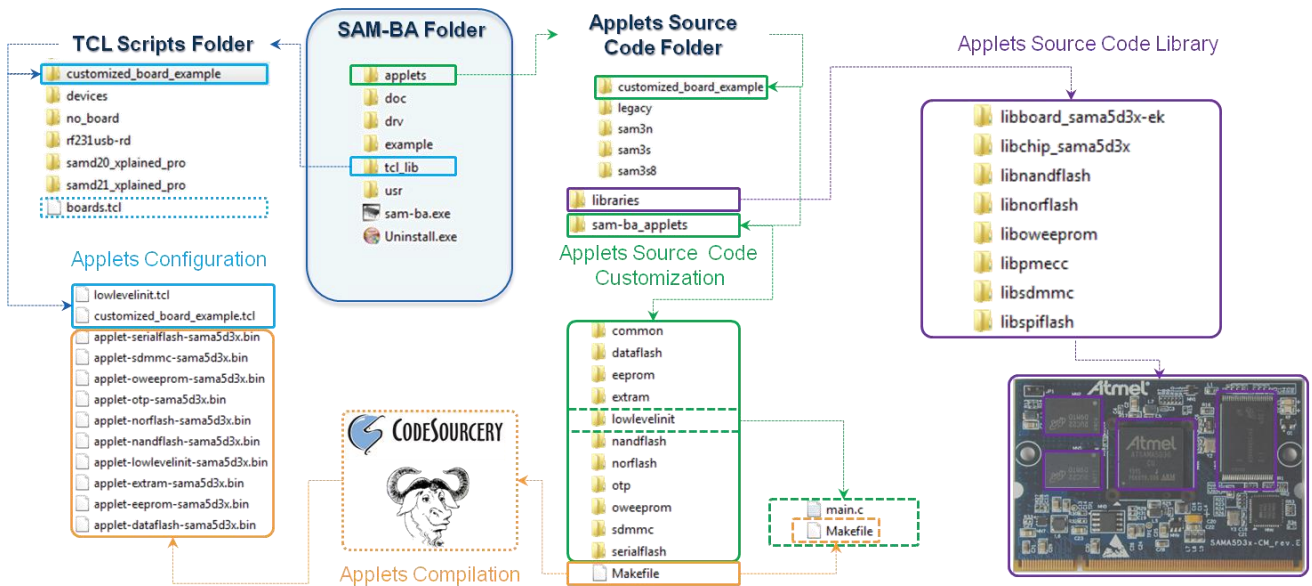 TCL Scripts Folder
customized_board_example
devices
no_board
rf231usb-rd
samd20_xplained_pro
samd21_xplained_pro
boards.tcl
Applets Configuration
lowlevelinit.tcl
customized_board_example.tcl
applet-serialflash-sama5d3x.bin
applet-sdmmc-sama5d3x.bin
applet-oweeprom-sama5d3x.bin
applet-otp-sama5d3x.bin
applet-norflash-sama5d3x.bin
applet-nandflash-sama5d3x.bin
applet-lowlevelinit-sama5d3x.bin
applet-extram-sama5d3x.bin
applet-eeprom-sama5d3x.bin
applet-dataflash-sama5d3x.bin
SAM-BA Folder
applets
doc
drv
example
tcl_lib
usr
sam-ba.exe
Uninstall.exe
CODESOURCERY
Applets Compilation
Applets Source
Code Folder
customized_board_example
legacy
sam3n
sam3s
sam3s8
libraries
sam-ba_applets
Applets Source Code
Customization
common
dataflash
eeprom
extram
lowlevelinit
nandflash
norflash
otp
oweeprom
sdmmc
serialflash
Makefile
main.c
Makefile
Applets Source Code Library
libboard_sama5d3x-ek
libchip_sama5d3x
libnandflash
libnorflash
liboweeprom
libpmecc
libsdmmc
libspiflash
Atmel
Atmel
SAMA5D3x-CM_rev.E